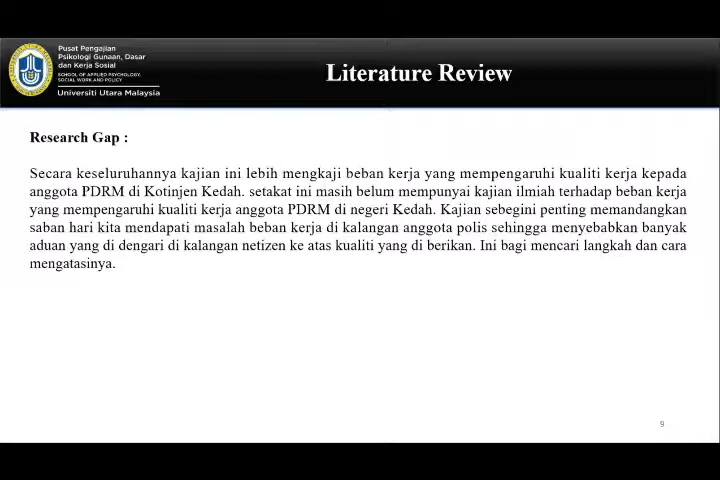 Pusat Pengajian
Psikologi Gunaan, Dasar
dan Kerja Sosial
SCHOOL OF APPLIED PSYCHOLOGY,
SOCIAL WORK AND POLICY
Universiti Utara Malaysia
Literature Review
Research Gap :
Secara keseluruhannya kajian ini lebih mengkaji beban kerja yang mempengaruhi kualiti kerja kepada
anggota PDRM di Kotinjen Kedah. setakat ini masih belum mempunyai kajian ilmiah terhadap beban kerja
yang mempengaruhi kualiti kerja anggota PDRM di negeri Kedah. Kajian sebegini penting memandangkan
saban hari kita mendapati masalah beban kerja di kalangan anggota polis sehingga menyebabkan banyak
aduan yang di dengari di kalangan netizen ke atas kualiti yang di berikan. Ini bagi mencari langkah dan cara
mengatasinya.
9